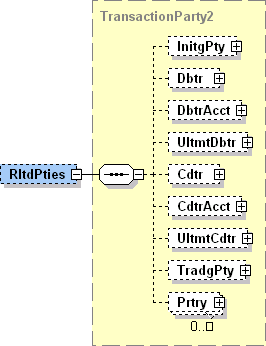 TransactionParty2
InitgPty
Dbtr
DbtrAcct
UltmtDbtr
RltdPties
Cdtr
CdtrAcct
UltmtCdtr
TradgPty
Prtry
0..□